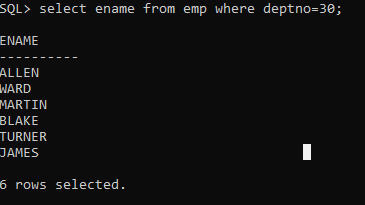 SQL> select ename from emp where deptno=30;
ENAME
----------
ALLEN
WARD
MARTIN
BLAKE
TURNER
JAMES
6 rows selected.